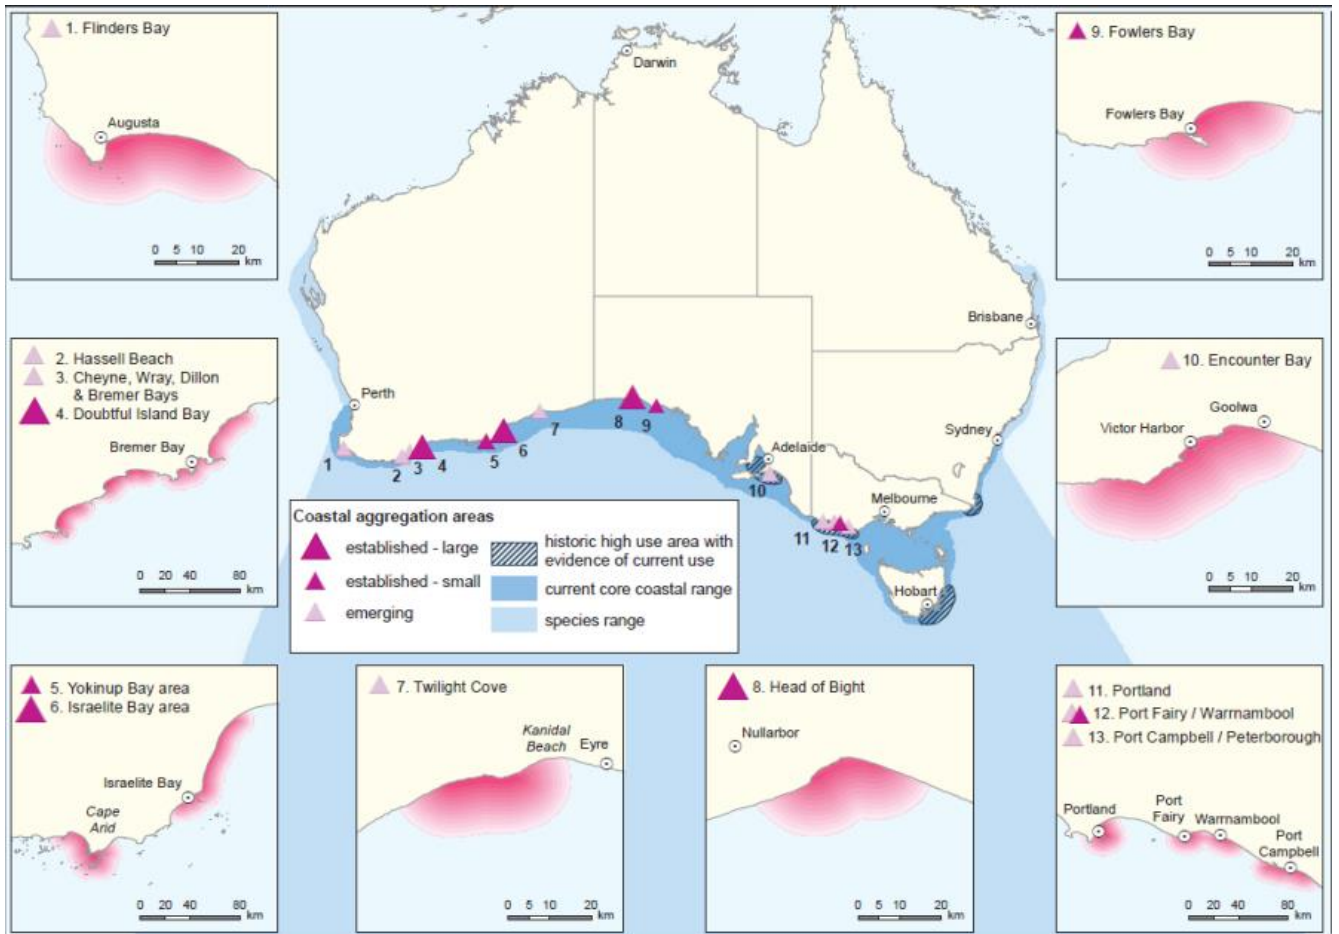 1. Flinders Bay
Augusta
0 5 10 20
km
2. Hassell Beach
3. Cheyne, Wray, Dillon
& Bremer Bays
4. Doubtful Island Bay
Bremer Bay
0 20 40 80
km
5. Yokinup Bay area
6. Israelite Bay area
Israelite Bay
Cape
Arid
0 20 40 80
km
Darwin
Brisbane
Perth
Sydney
Adelaide
Melbourne
Hobart
1
2
3
4
5
6
7
8
9
10
11
12
13
Coastal aggregation areas
established - large
established - small
emerging
historic high use area with
evidence of current use
current core coastal range
species range
7. Twilight Cove
Kanidal
Beach
Eyre
0 5 10 20
km
8. Head of Bight
Nullarbor
0 5 10 20
km
9. Fowlers Bay
Fowlers Bay
0 5 10 20
km
10. Encounter Bay
Goolwa
Victor Harbor
0 5 10 20
km
11. Portland
12. Port Fairy / Warrnambool
13. Port Campbell / Peterborough
Portland
Port
Fairy
Warrnambool
Port
Campbell
0 20 40 80
km